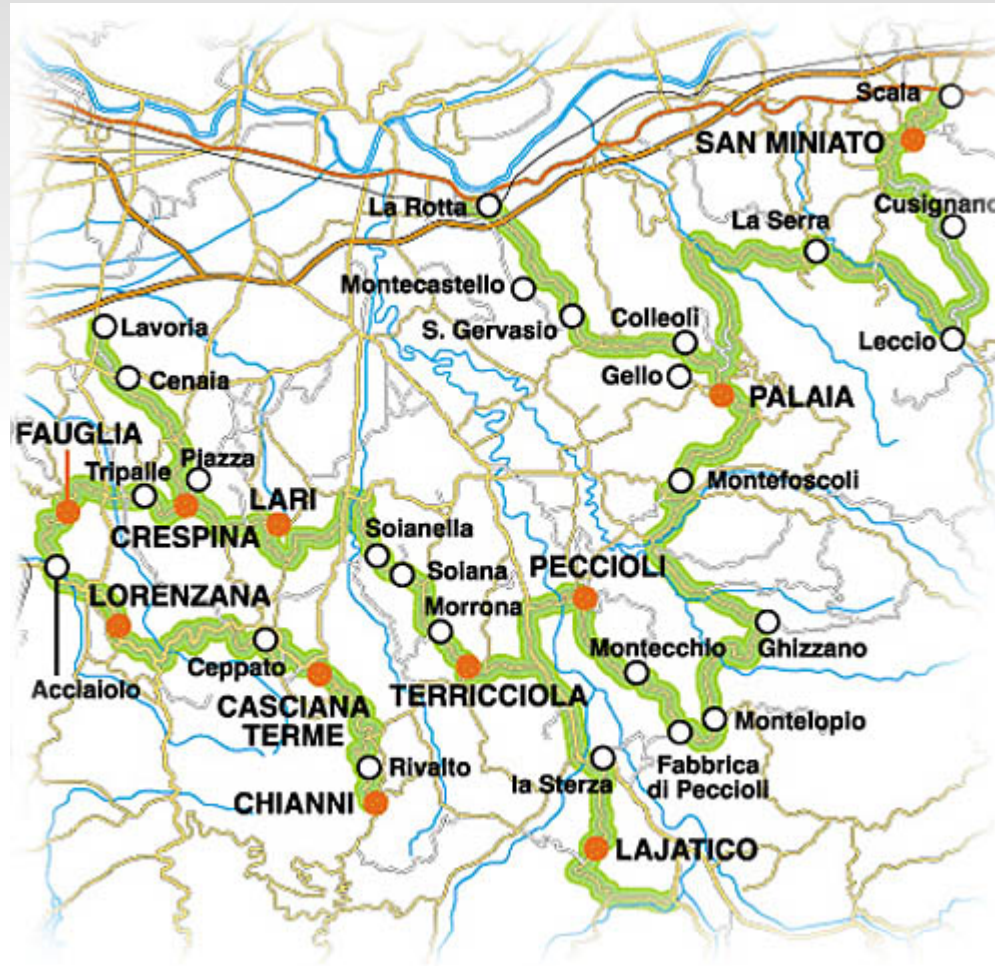 Scala
SAN MINIATO
La Rotta
Cusignano
La Serra
Montecastello
S. Gervasio
Colleoli
Lavoria
Leccio
Cenaia
Gello
PALAIA
FAUGLIA
Piazza
Tripalle
Montefoscoli
LARI
CRESPINA
Soianella
PECCIOLI
Soiana
LORENZANA
Morrona
Montecchio
Ghizzano
Ceppato
Acciaiolo
TERRICCIOLA
CASCIANA
TERME
Montelopio
Rivalto
Fabbrica
di Peccioli
la Sterza
CHIANNI
LAJATICO